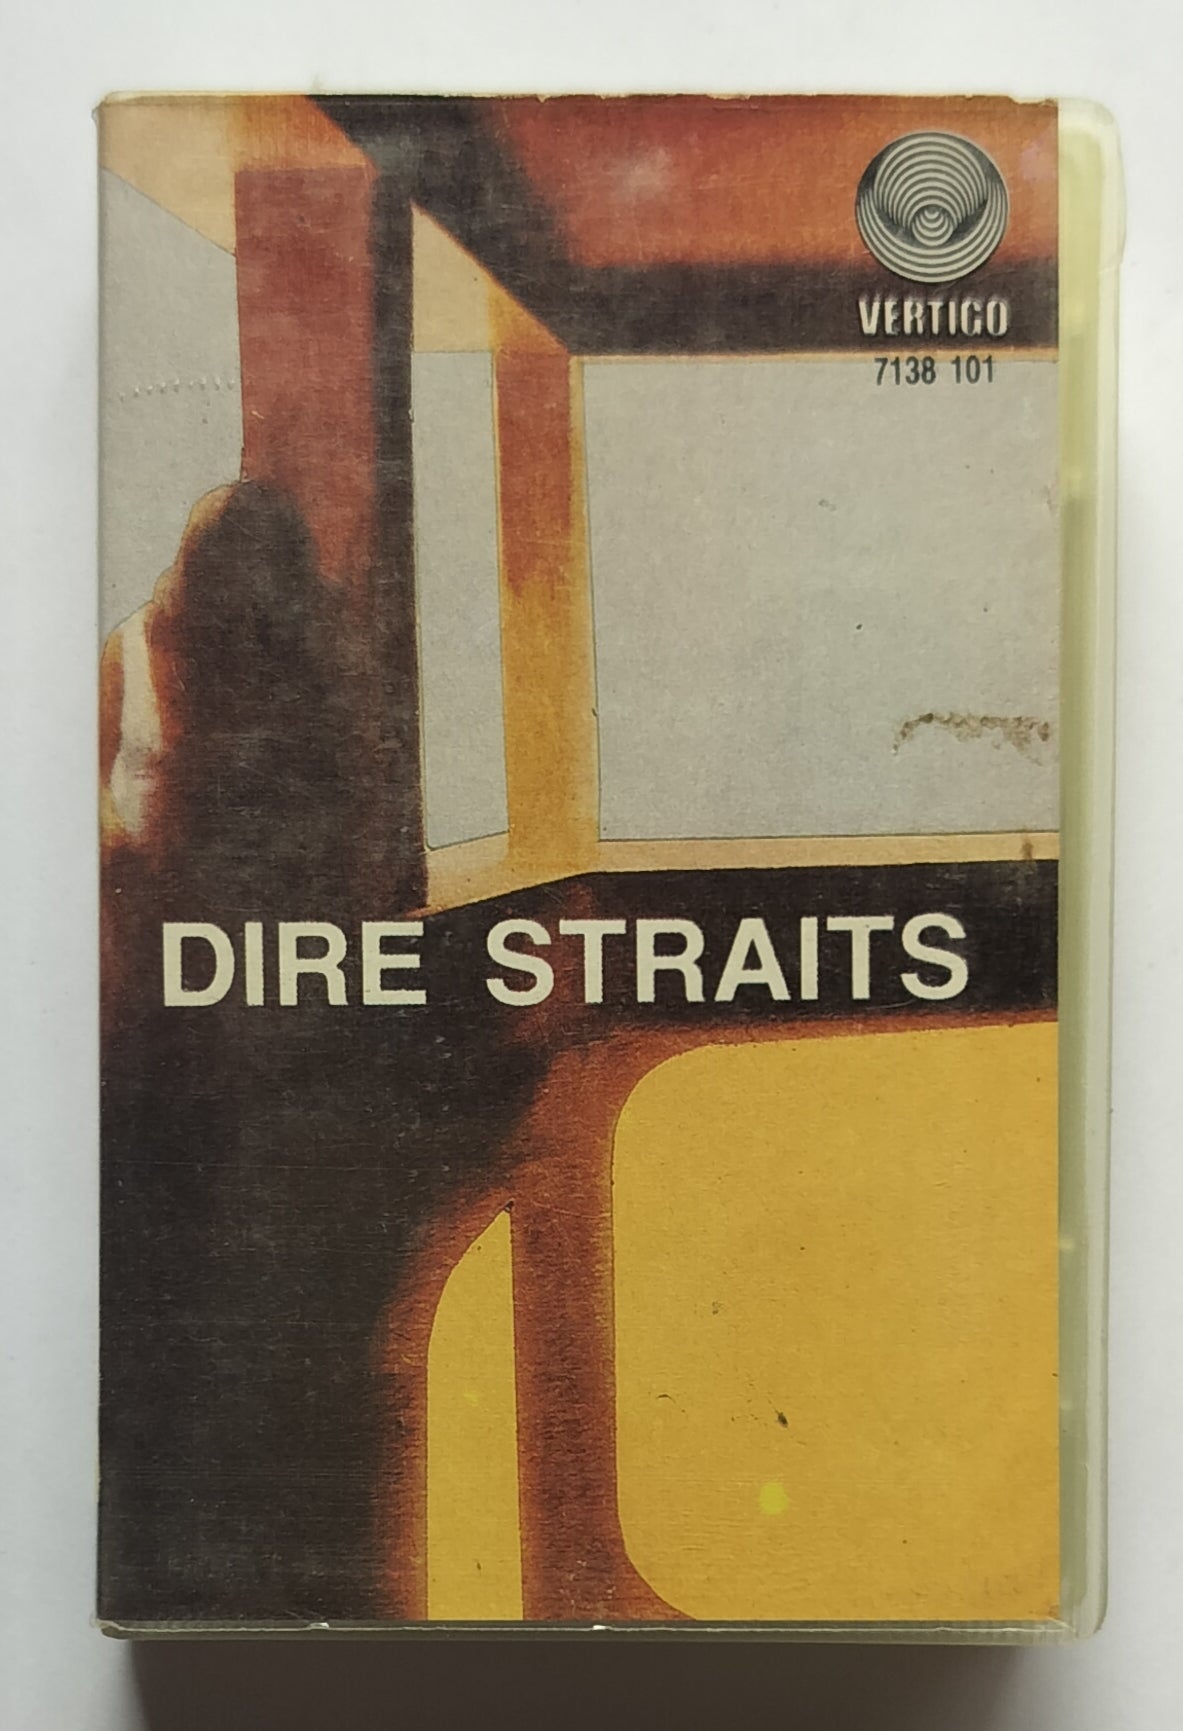 VERTIGO
7138 101
DIRE STRAITS